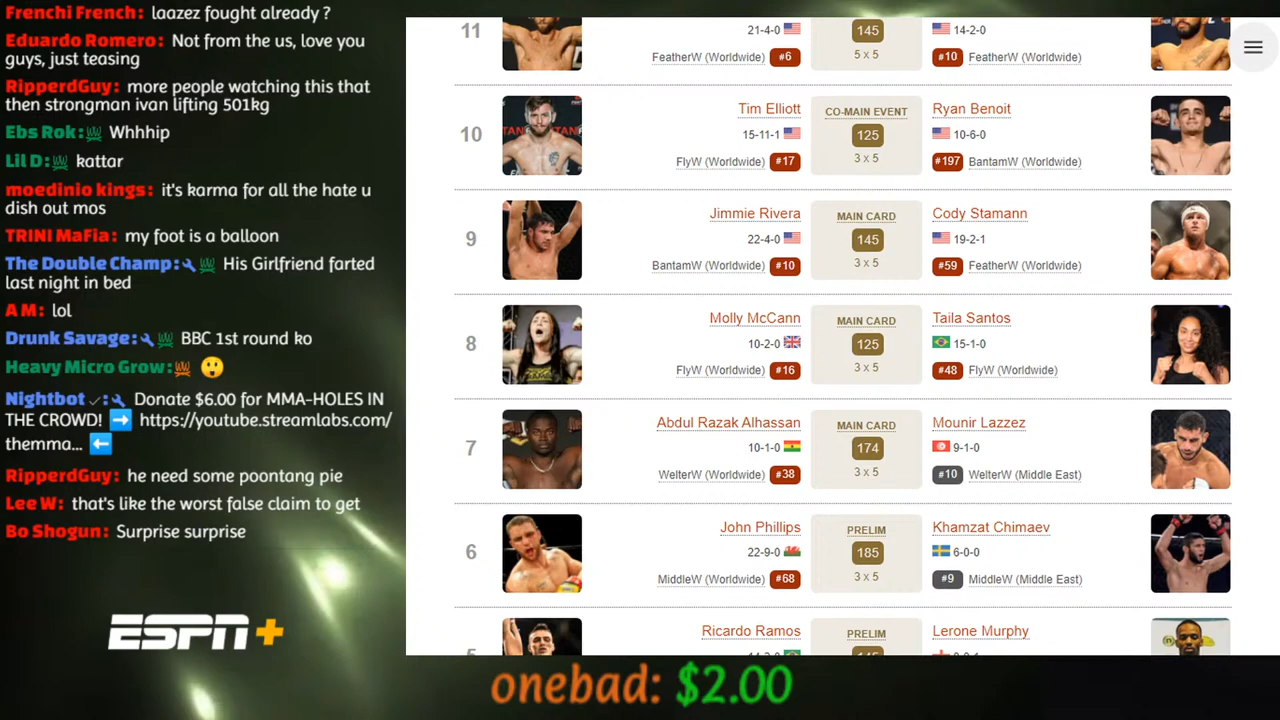 Frenchi French: laazez fought already ?
Eduardo Romero: Not from the us, love you
guys, just teasing
RipperdGuy: more people watching this that
then strongman ivan lifting 501kg
Ebs Rok: Whhhip
Lil D: kattar
moedinio kings: it's karma for all the hate u
dish out mos
TRINI MaFia: my foot is a balloon
The Double Champ: His Girlfriend farted
last night in bed
A M: lol
Drunk Savage: BBC 1st round ko
Heavy Micro Grow: 😲
Nightbot ✓: Donate $6.00 for MMA-HOLES IN
THE CROWD! ➡️ https://youtube.streamlabs.com/
themma... ⬅️
RipperdGuy: he need some poontang pie
Lee W: that's like the worst false claim to get
Bo Shogun: Surprise surprise
ESPN+
11
21-4-0
145
14-2-0
FeatherW (Worldwide) #6
5 x 5
#10 FeatherW (Worldwide)
10
Tim Elliott
CO-MAIN EVENT
Ryan Benoit
15-11-1
125
10-6-0
FlyW (Worldwide) #17
3 x 5
#197 BantamW (Worldwide)
9
Jimmie Rivera
MAIN CARD
Cody Stamann
22-4-0
145
19-2-1
BantamW (Worldwide) #10
3 x 5
#59 FeatherW (Worldwide)
8
Molly McCann
MAIN CARD
Taila Santos
10-2-0
125
15-1-0
FlyW (Worldwide) #16
3 x 5
#48 FlyW (Worldwide)
7
Abdul Razak Alhassan
MAIN CARD
Mounir Lazzez
10-1-0
174
9-1-0
WelterW (Worldwide) #38
3 x 5
#10 WelterW (Middle East)
6
John Phillips
PRELIM
Khamzat Chimaev
22-9-0
185
6-0-0
MiddleW (Worldwide) #68
3 x 5
#9 MiddleW (Middle East)
Ricardo Ramos
PRELIM
Lerone Murphy
onebad: $2.00